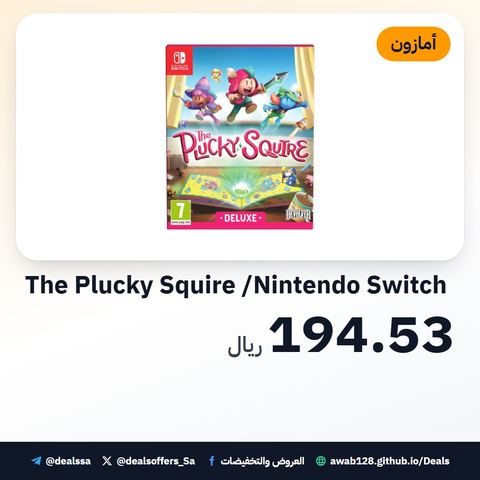 أمازون
NINTENDO
SWITCH
The
PLUCKY SQUIRE
7
DELUXE
The Plucky Squire /Nintendo Switch
194.53 ريال
@dealssa @dealsoffers_Sa العروض والتخفيضات awab128.github.io/Deals